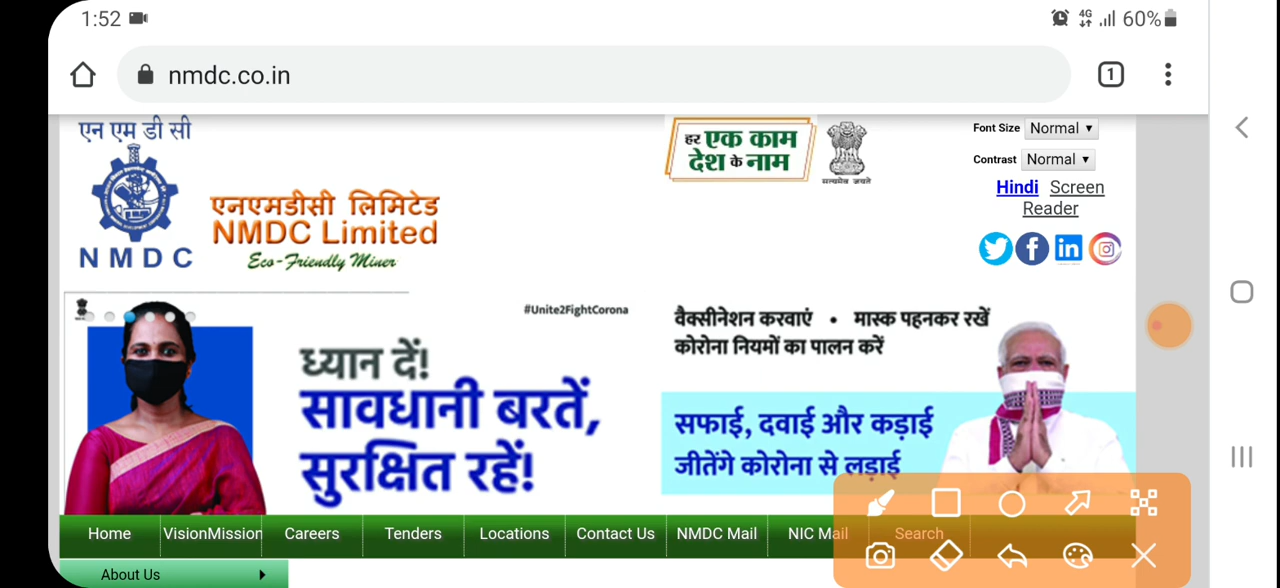 1:52
4G
60%
nmdc.co.in
1
एन एम डी सी
NMDC
एनएमडीसी लिमिटेड
NMDC Limited
Eco-Friendly Miner
हर एक काम
देश के नाम
सत्यमेव जयते
Font Size Normal
Contrast Normal
Hindi Screen
Reader
#Unite2FightCorona
ध्यान दें!
सावधानी बरतें,
सुरक्षित रहें!
वैक्सीनेशन करवाएं • मास्क पहनकर रखें
कोरोना नियमों का पालन करें
सफाई, दवाई और कड़ाई
जीतेंगे कोरोना से लड़ाई
Home VisionMission Careers Tenders Locations Contact Us NMDC Mail NIC Mail Search
About Us